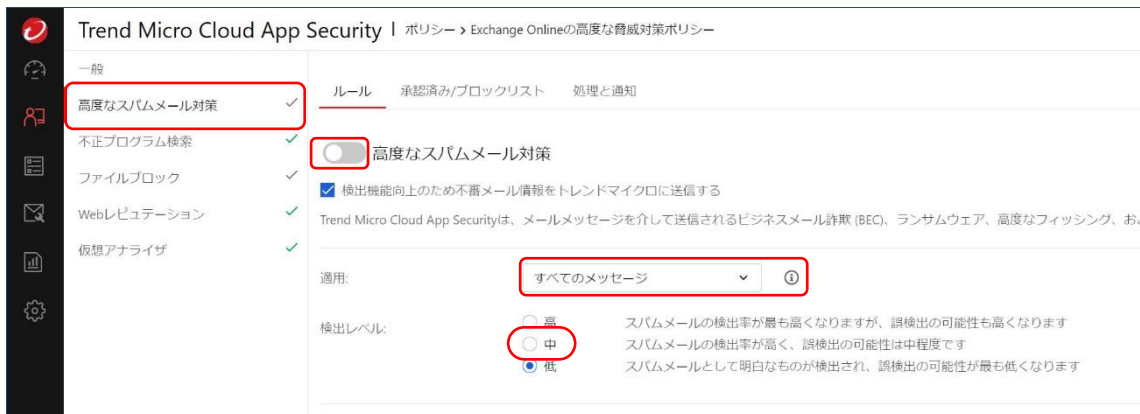 Trend Micro Cloud App Security | ポリシー > Exchange Onlineの高度な脅威対策ポリシー
一般
高度なスパムメール対策
不正プログラム検索
ファイルブロック
Webレピュテーション
仮想アナライザ
ルール 承認済み/ブロックリスト 処理と通知
高度なスパムメール対策
検出機能向上のため不審メール情報をトレンドマイクロに送信する
Trend Micro Cloud App Securityは、メールメッセージを介して送信されるビジネスメール詐欺 (BEC)、ランサムウェア、高度なフィッシング、およ
適用: すべてのメッセージ
検出レベル: 高 スパムメールの検出率が最も高くなりますが、誤検出の可能性も高くなります
中 スパムメールの検出率が高く、誤検出の可能性は中程度です
低 スパムメールとして明白なものが検出され、誤検出の可能性が最も低くなります